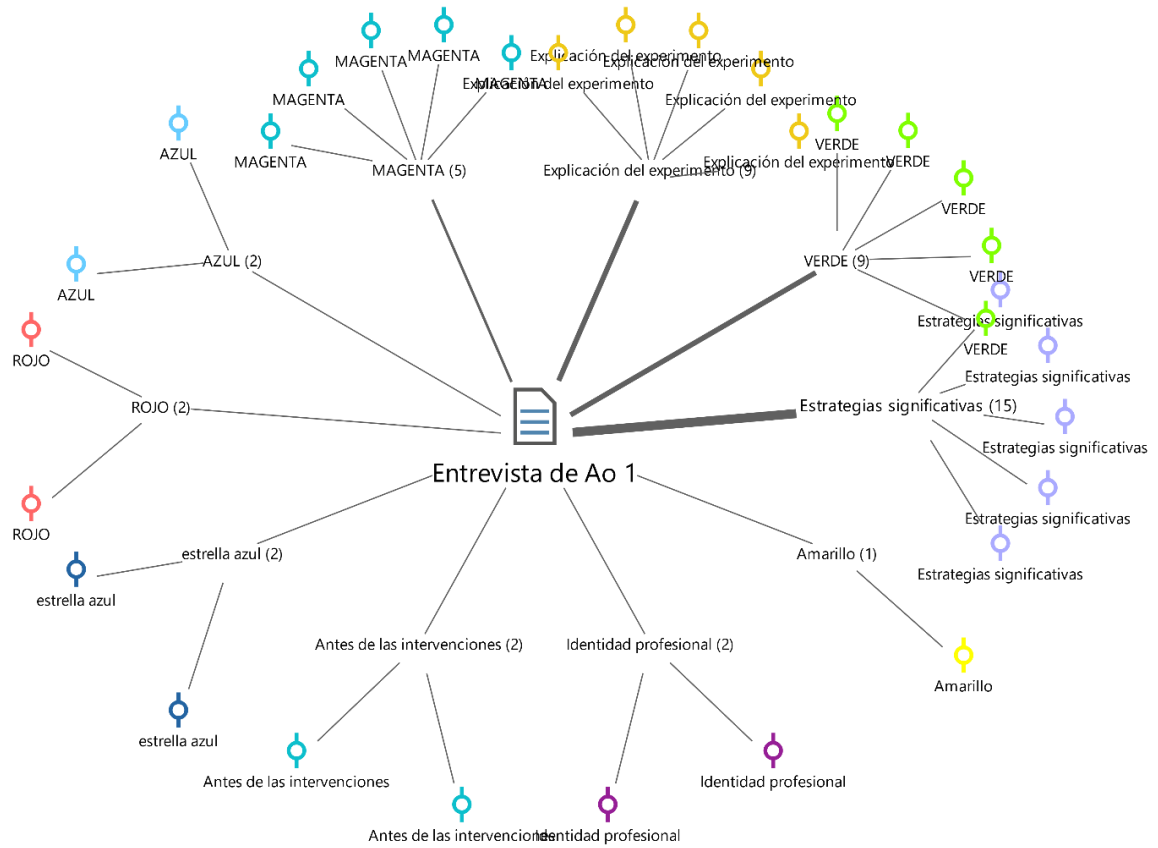 MAGENTA
MAGENTA
MAGENTA
MAGENTA
MAGENTA
Explicación del experimento
Explicación del experimento
Explicación del experimento
Explicación del experimento
Explicación del experimento
VERDE
VERDE
VERDE
VERDE
VERDE
AZUL
AZUL
MAGENTA (5)
Explicación del experimento (9)
AZUL (2)
VERDE (9)
Estrategias significativas
Estrategias significativas
Estrategias significativas
Estrategias significativas
Estrategias significativas
ROJO
ROJO (2)
Estrategias significativas (15)
Entrevista de Ao 1
ROJO
estrella azul (2)
Amarillo (1)
estrella azul
Antes de las intervenciones (2)
Identidad profesional (2)
Amarillo
estrella azul
Antes de las intervenciones
Identidad profesional
Antes de las intervenciones
Identidad profesional